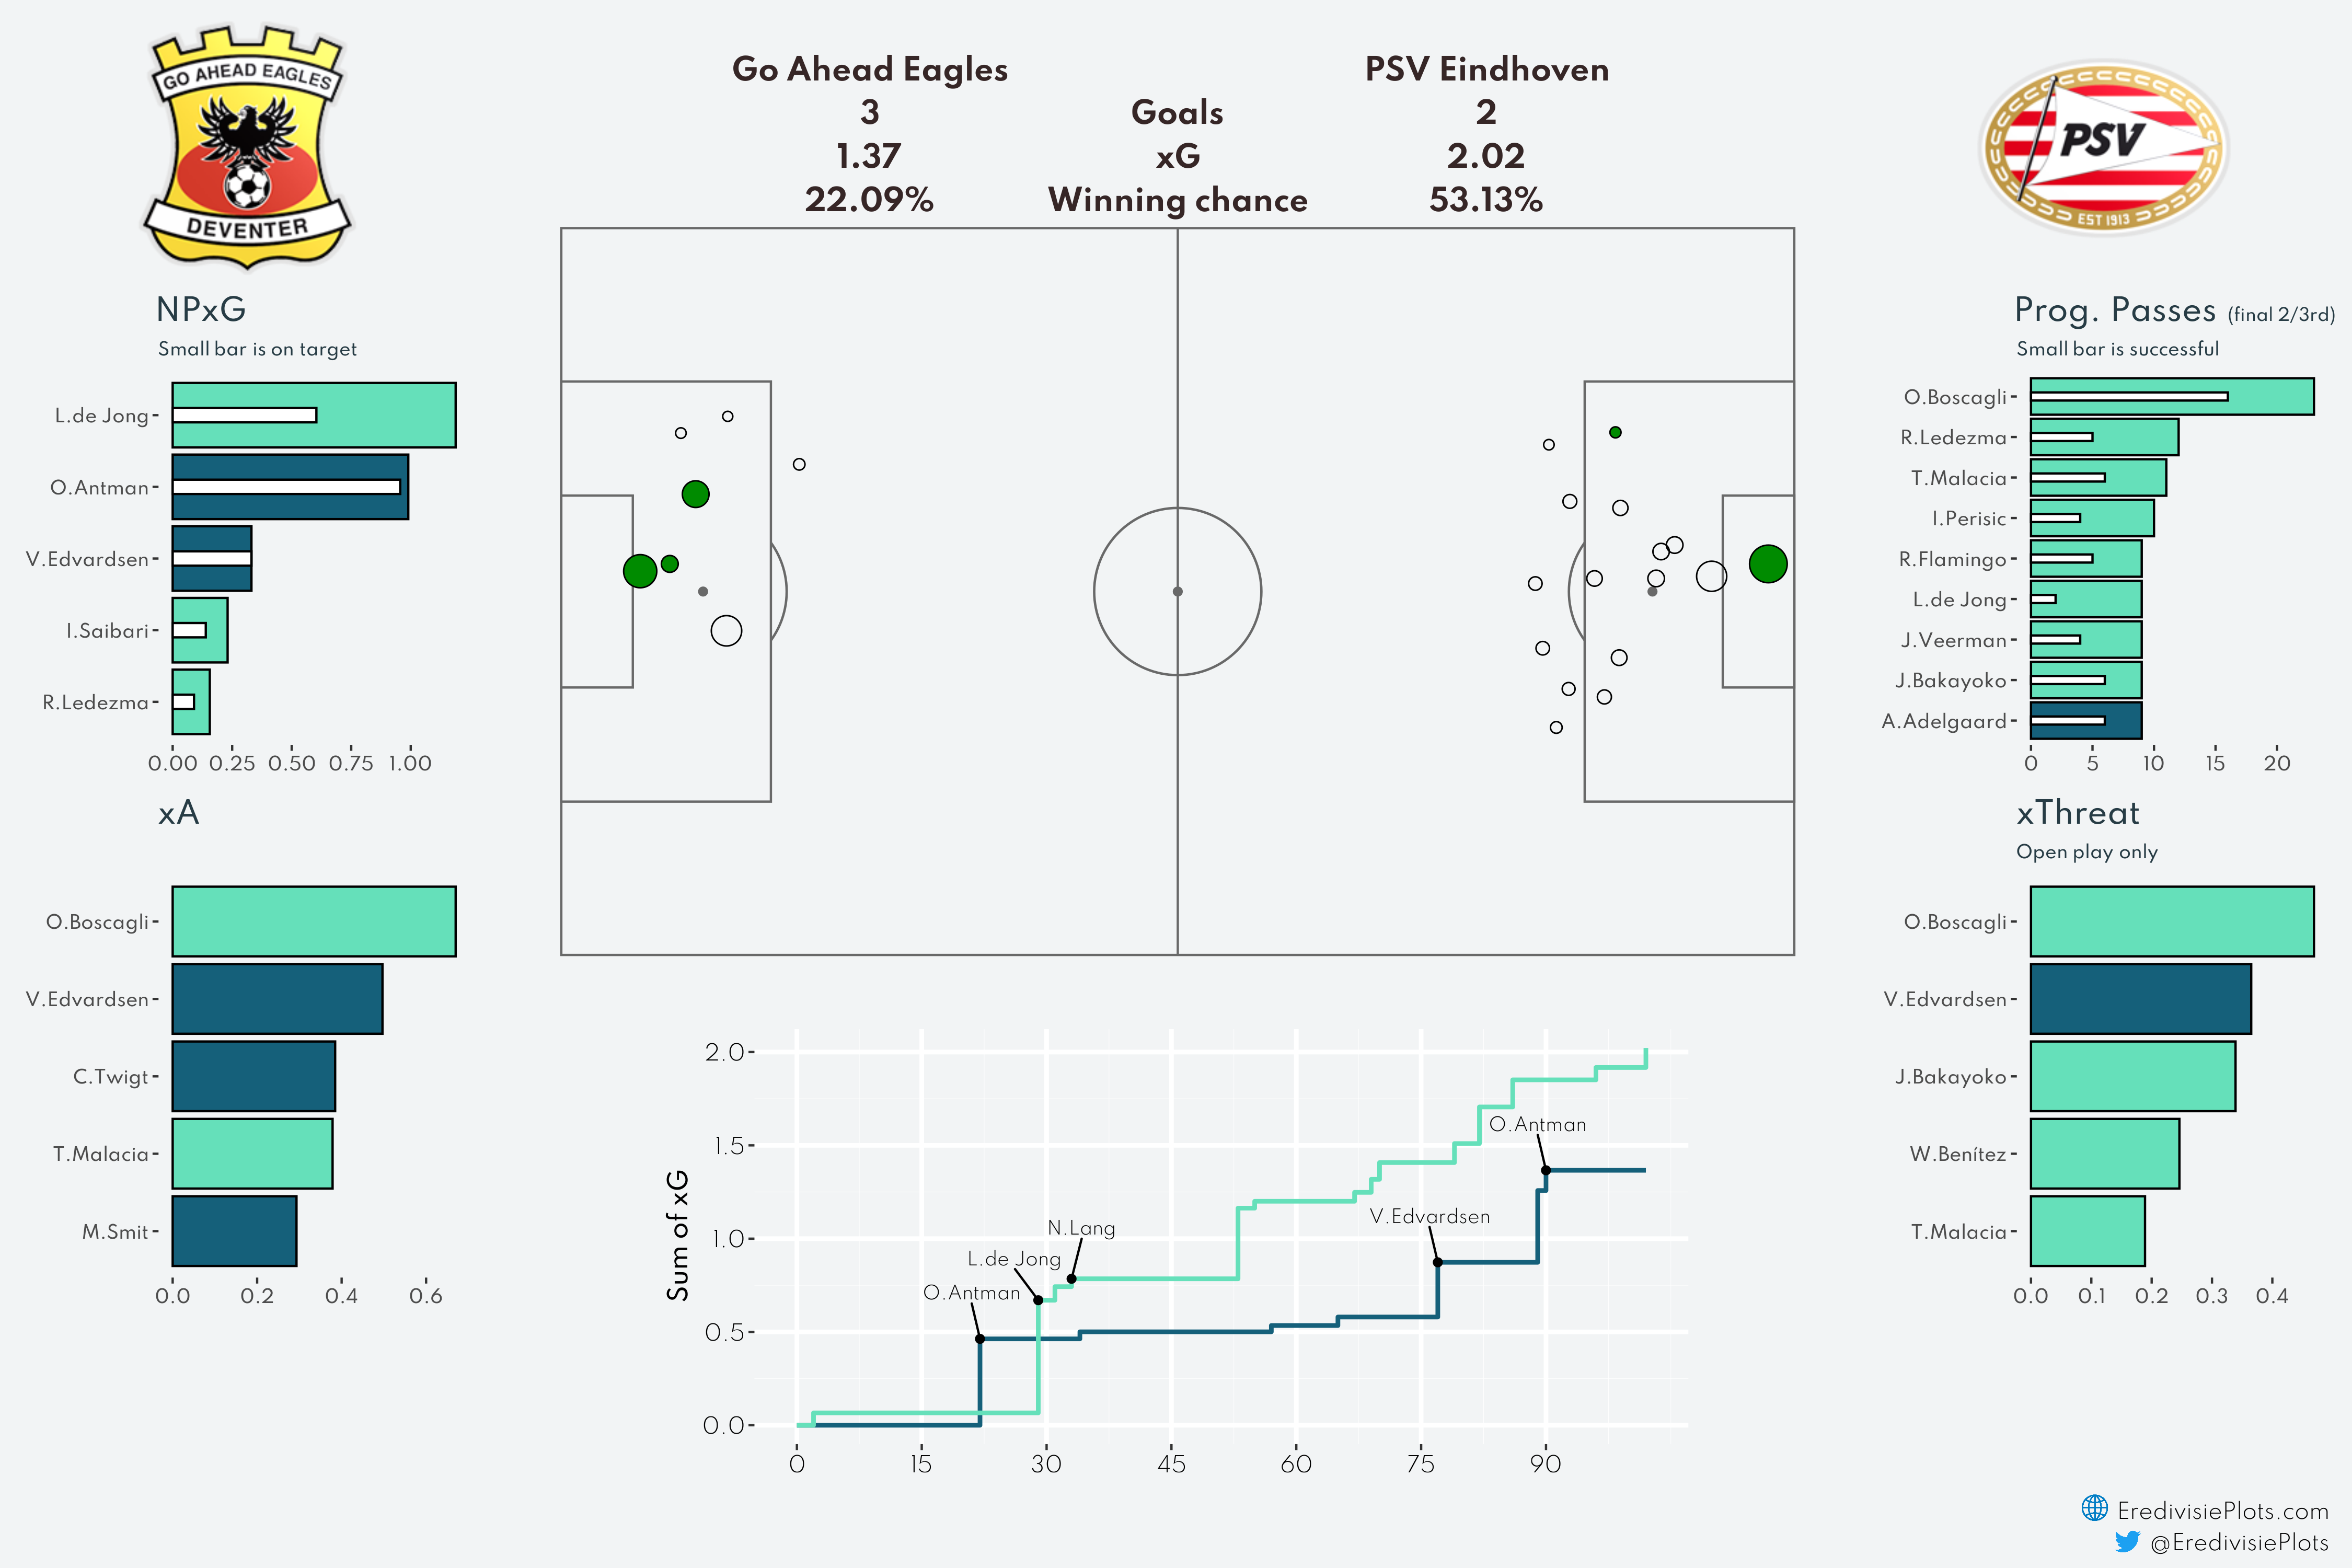 GO AHEAD EAGLES
DEVENTER
Go Ahead Eagles PSV Eindhoven
3 Goals 2
1.37 xG 2.02
22.09% Winning chance 53.13%
PSV
EST 1913
NPxG
Small bar is on target
L.de Jong
O.Antman
V.Edvardsen
I.Saibari
R.Ledezma
0.00 0.25 0.50 0.75 1.00
xA
O.Boscagli
V.Edvardsen
C.Twigt
T.Malacia
M.Smit
0.0 0.2 0.4 0.6
Sum of xG
2.0
1.5
1.0
0.5
0.0
O.Antman
L.de Jong
N.Lang
V.Edvardsen
O.Antman
0 15 30 45 60 75 90
Prog. Passes (final 2/3rd)
Small bar is successful
O.Boscagli
R.Ledezma
T.Malacia
I.Perisic
R.Flamingo
L.de Jong
J.Veerman
J.Bakayoko
A.Adelgaard
0 5 10 15 20
xThreat
Open play only
O.Boscagli
V.Edvardsen
J.Bakayoko
W.Benítez
T.Malacia
0.0 0.1 0.2 0.3 0.4
EredivisiePlots.com
@EredivisiePlots